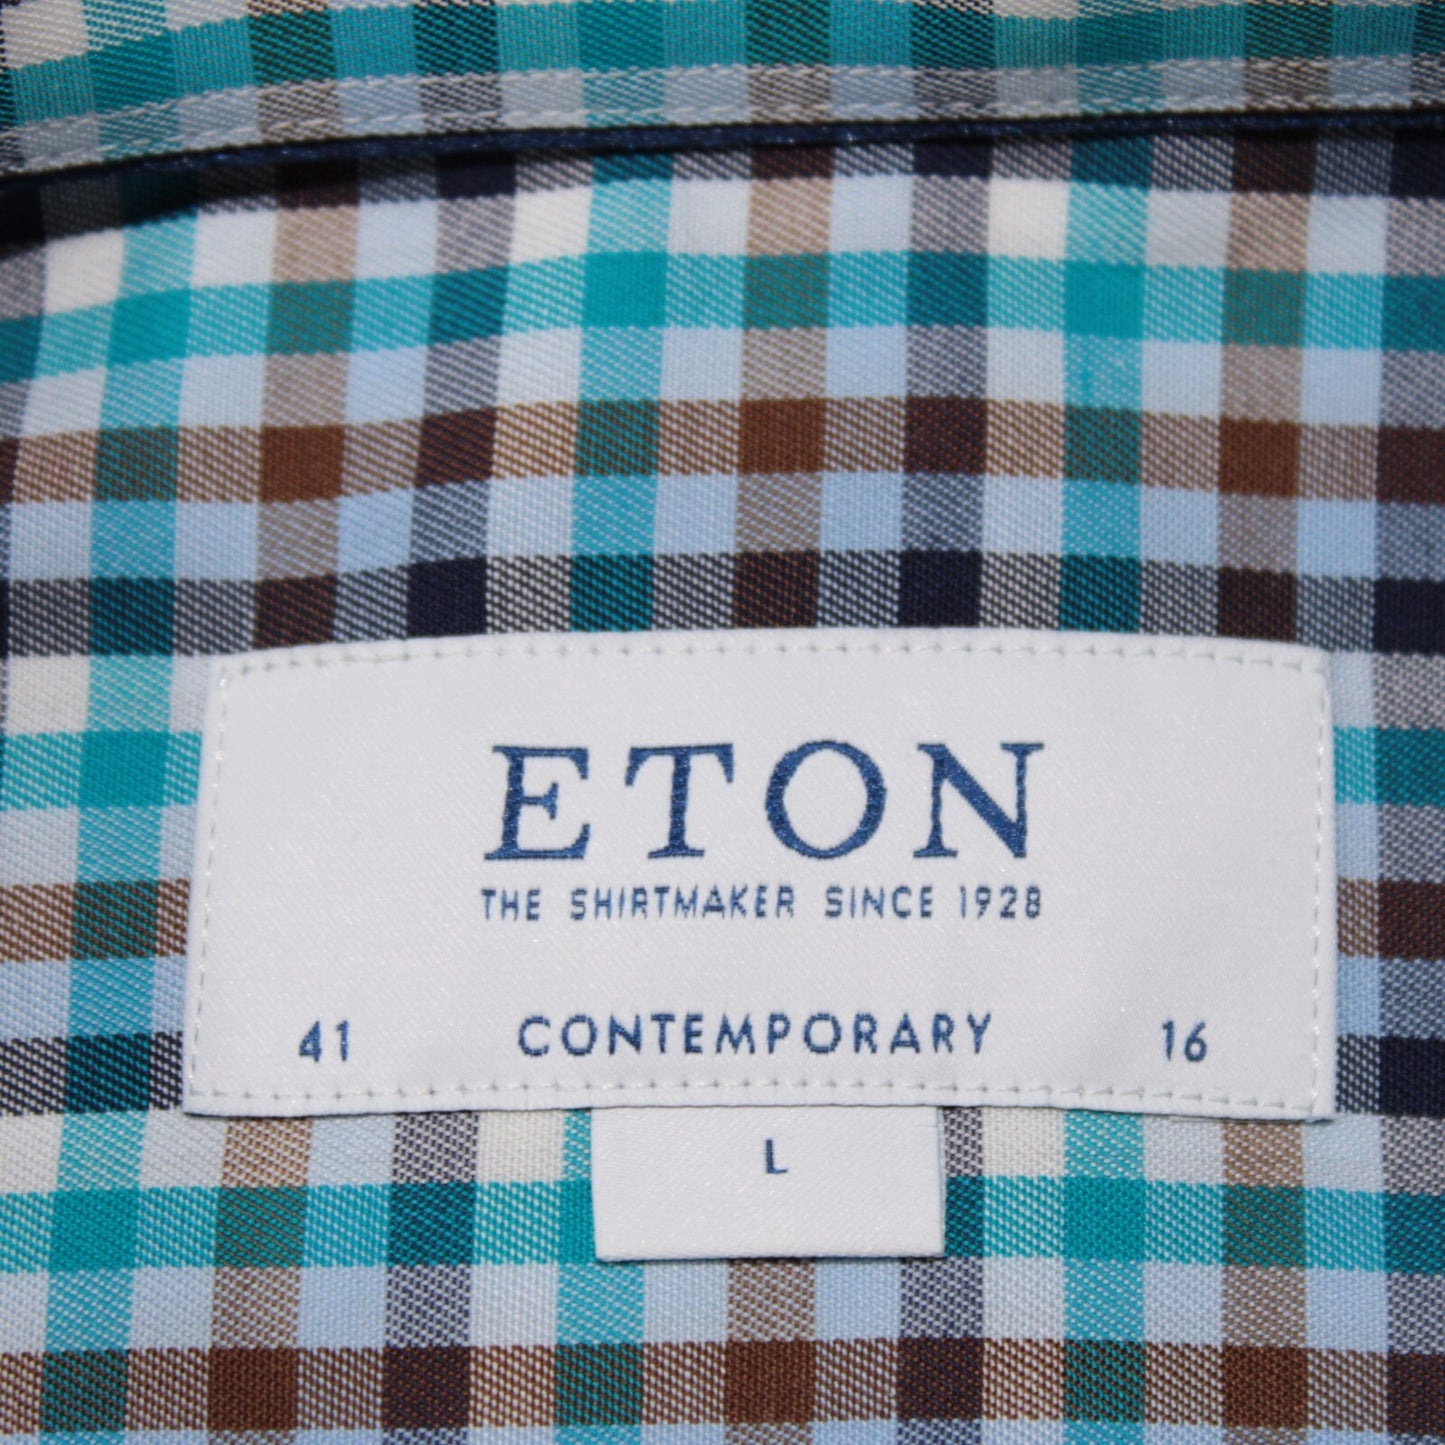 ETON
THE SHIRTMAKER SINCE 1928
41 CONTEMPORARY 16
L